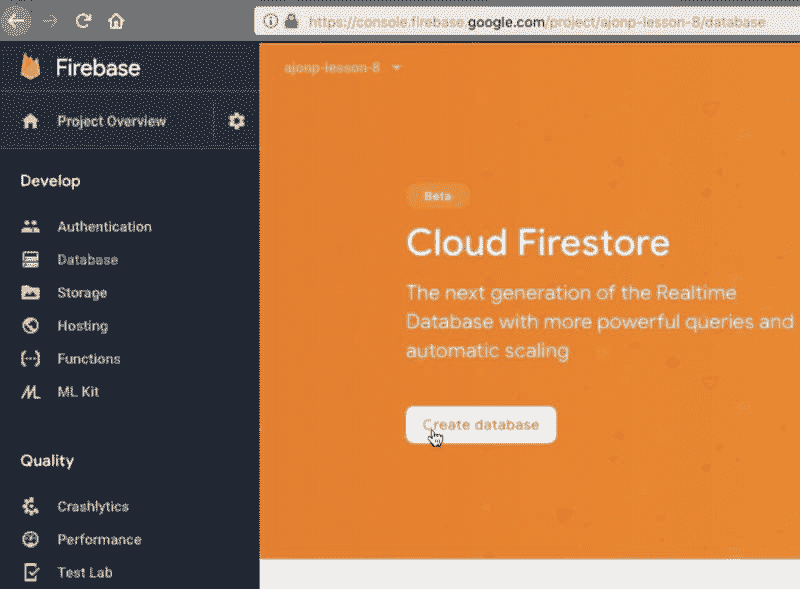 https://console.firebase.google.com/project/ajonp-lesson-8/database
Firebase
ajonp-lesson-8
Project Overview
Develop
Authentication
Database
Storage
Hosting
Functions
ML Kit
Quality
Crashlytics
Performance
Test Lab
Beta
Cloud Firestore
The next generation of the Realtime
Database with more powerful queries and
automatic scaling
Create database